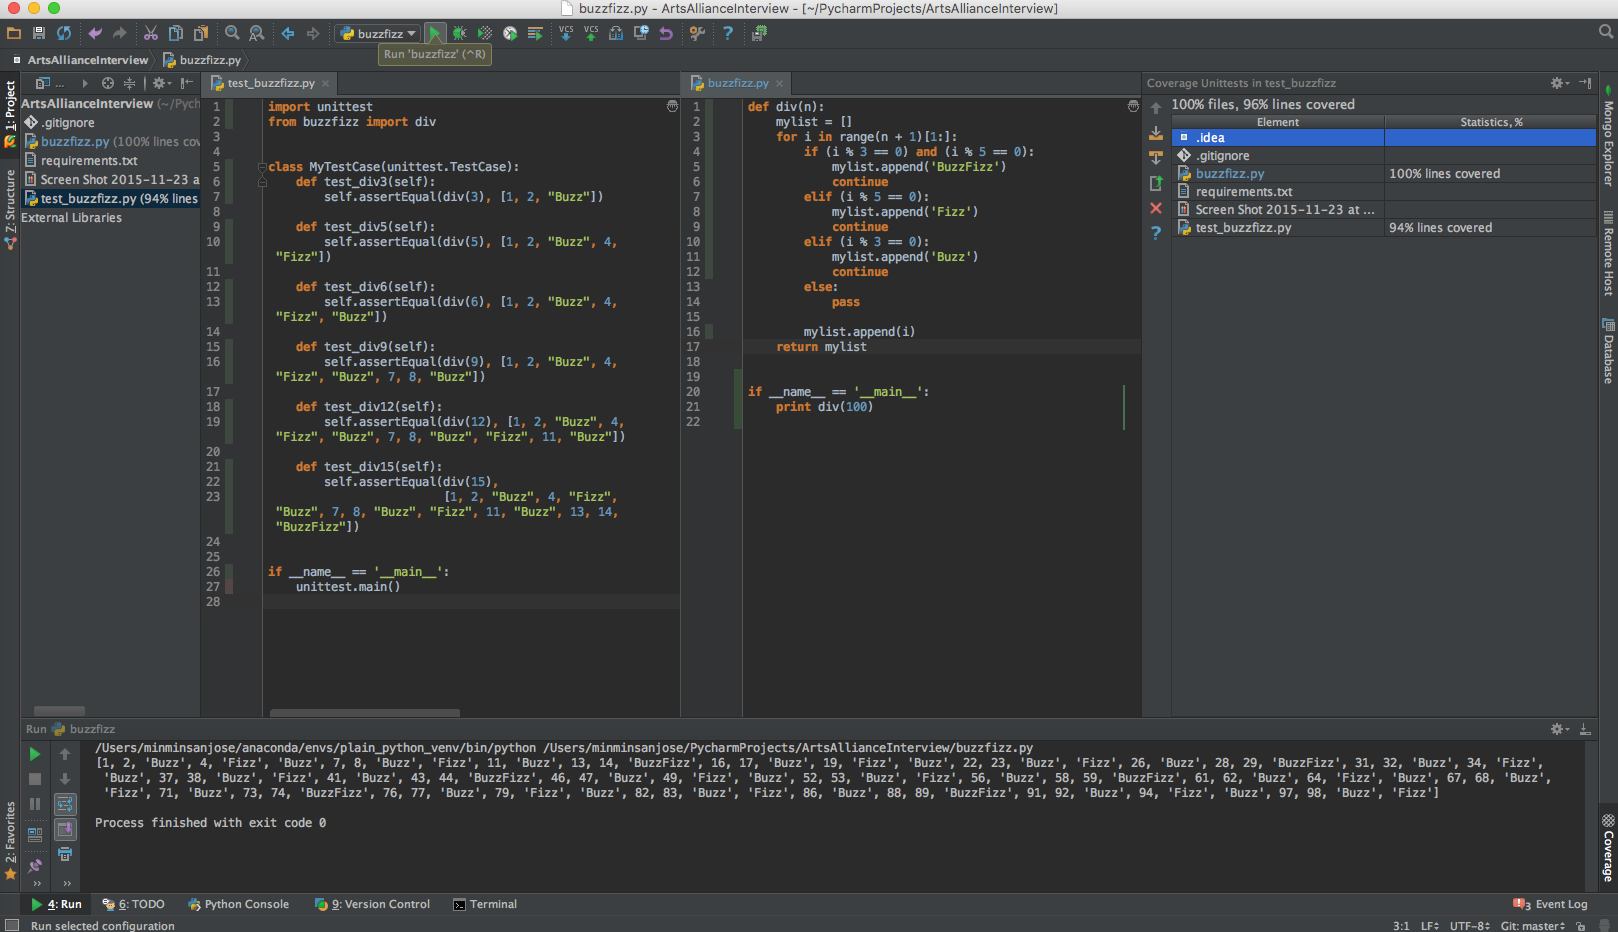 buzzfizz.py - ArtsAllianceInterview - [~/PycharmProjects/ArtsAllianceInterview]
buzzfizz
VCS
VCS
Run 'buzzfizz' (^R)
ArtsAllianceInterview
buzzfizz.py
1: Project
Z: Structure
2: Favorites
...
ArtsAllianceInterview (~/Pych
.gitignore
buzzfizz.py (100% lines cov
requirements.txt
Screen Shot 2015-11-23 a
test_buzzfizz.py (94% lines
External Libraries
test_buzzfizz.py
1 import unittest
2 from buzzfizz import div
3
4
5 class MyTestCase(unittest.TestCase):
6 def test_div3(self):
7 self.assertEqual(div(3), [1, 2, "Buzz"])
8
9 def test_div5(self):
10 self.assertEqual(div(5), [1, 2, "Buzz", 4,
"Fizz"])
11
12 def test_div6(self):
13 self.assertEqual(div(6), [1, 2, "Buzz", 4,
"Fizz", "Buzz"])
14
15 def test_div9(self):
16 self.assertEqual(div(9), [1, 2, "Buzz", 4,
"Fizz", "Buzz", 7, 8, "Buzz"])
17
18 def test_div12(self):
19 self.assertEqual(div(12), [1, 2, "Buzz", 4,
"Fizz", "Buzz", 7, 8, "Buzz", "Fizz", 11, "Buzz"])
20
21 def test_div15(self):
22 self.assertEqual(div(15),
23 [1, 2, "Buzz", 4, "Fizz",
"Buzz", 7, 8, "Buzz", "Fizz", 11, "Buzz", 13, 14,
"BuzzFizz"])
24
25
26 if __name__ == '__main__':
27 unittest.main()
28
buzzfizz.py
1 def div(n):
2 mylist = []
3 for i in range(n + 1)[1:]:
4 if (i % 3 == 0) and (i % 5 == 0):
5 mylist.append('BuzzFizz')
6 continue
7 elif (i % 5 == 0):
8 mylist.append('Fizz')
9 continue
10 elif (i % 3 == 0):
11 mylist.append('Buzz')
12 continue
13 else:
14 pass
15
16 mylist.append(i)
17 return mylist
18
19
20 if __name__ == '__main__':
21 print div(100)
22
Coverage Unittests in test_buzzfizz
100% files, 96% lines covered
Element Statistics, %
.idea
.gitignore
buzzfizz.py 100% lines covered
requirements.txt
Screen Shot 2015-11-23 at ...
test_buzzfizz.py 94% lines covered
Mongo Explorer
Remote Host
Database
Coverage
Run buzzfizz
/Users/minminsanjose/anaconda/envs/plain_python_venv/bin/python /Users/minminsanjose/PycharmProjects/ArtsAllianceInterview/buzzfizz.py
[1, 2, 'Buzz', 4, 'Fizz', 'Buzz', 7, 8, 'Buzz', 'Fizz', 11, 'Buzz', 13, 14, 'BuzzFizz', 16, 17, 'Buzz', 19, 'Fizz', 'Buzz', 22, 23, 'Buzz', 'Fizz', 26, 'Buzz', 28, 29, 'BuzzFizz', 31, 32, 'Buzz', 34, 'Fizz',
'Buzz', 37, 38, 'Buzz', 'Fizz', 41, 'Buzz', 43, 44, 'BuzzFizz', 46, 47, 'Buzz', 49, 'Fizz', 'Buzz', 52, 53, 'Buzz', 'Fizz', 56, 'Buzz', 58, 59, 'BuzzFizz', 61, 62, 'Buzz', 64, 'Fizz', 'Buzz', 67, 68, 'Buzz',
'Fizz', 71, 'Buzz', 73, 74, 'BuzzFizz', 76, 77, 'Buzz', 79, 'Fizz', 'Buzz', 82, 83, 'Buzz', 'Fizz', 86, 'Buzz', 88, 89, 'BuzzFizz', 91, 92, 'Buzz', 94, 'Fizz', 'Buzz', 97, 98, 'Buzz', 'Fizz']
Process finished with exit code 0
4: Run
6: TODO
Python Console
9: Version Control
Terminal
3 Event Log
Run selected configuration
3:1 LF UTF-8 Git: master